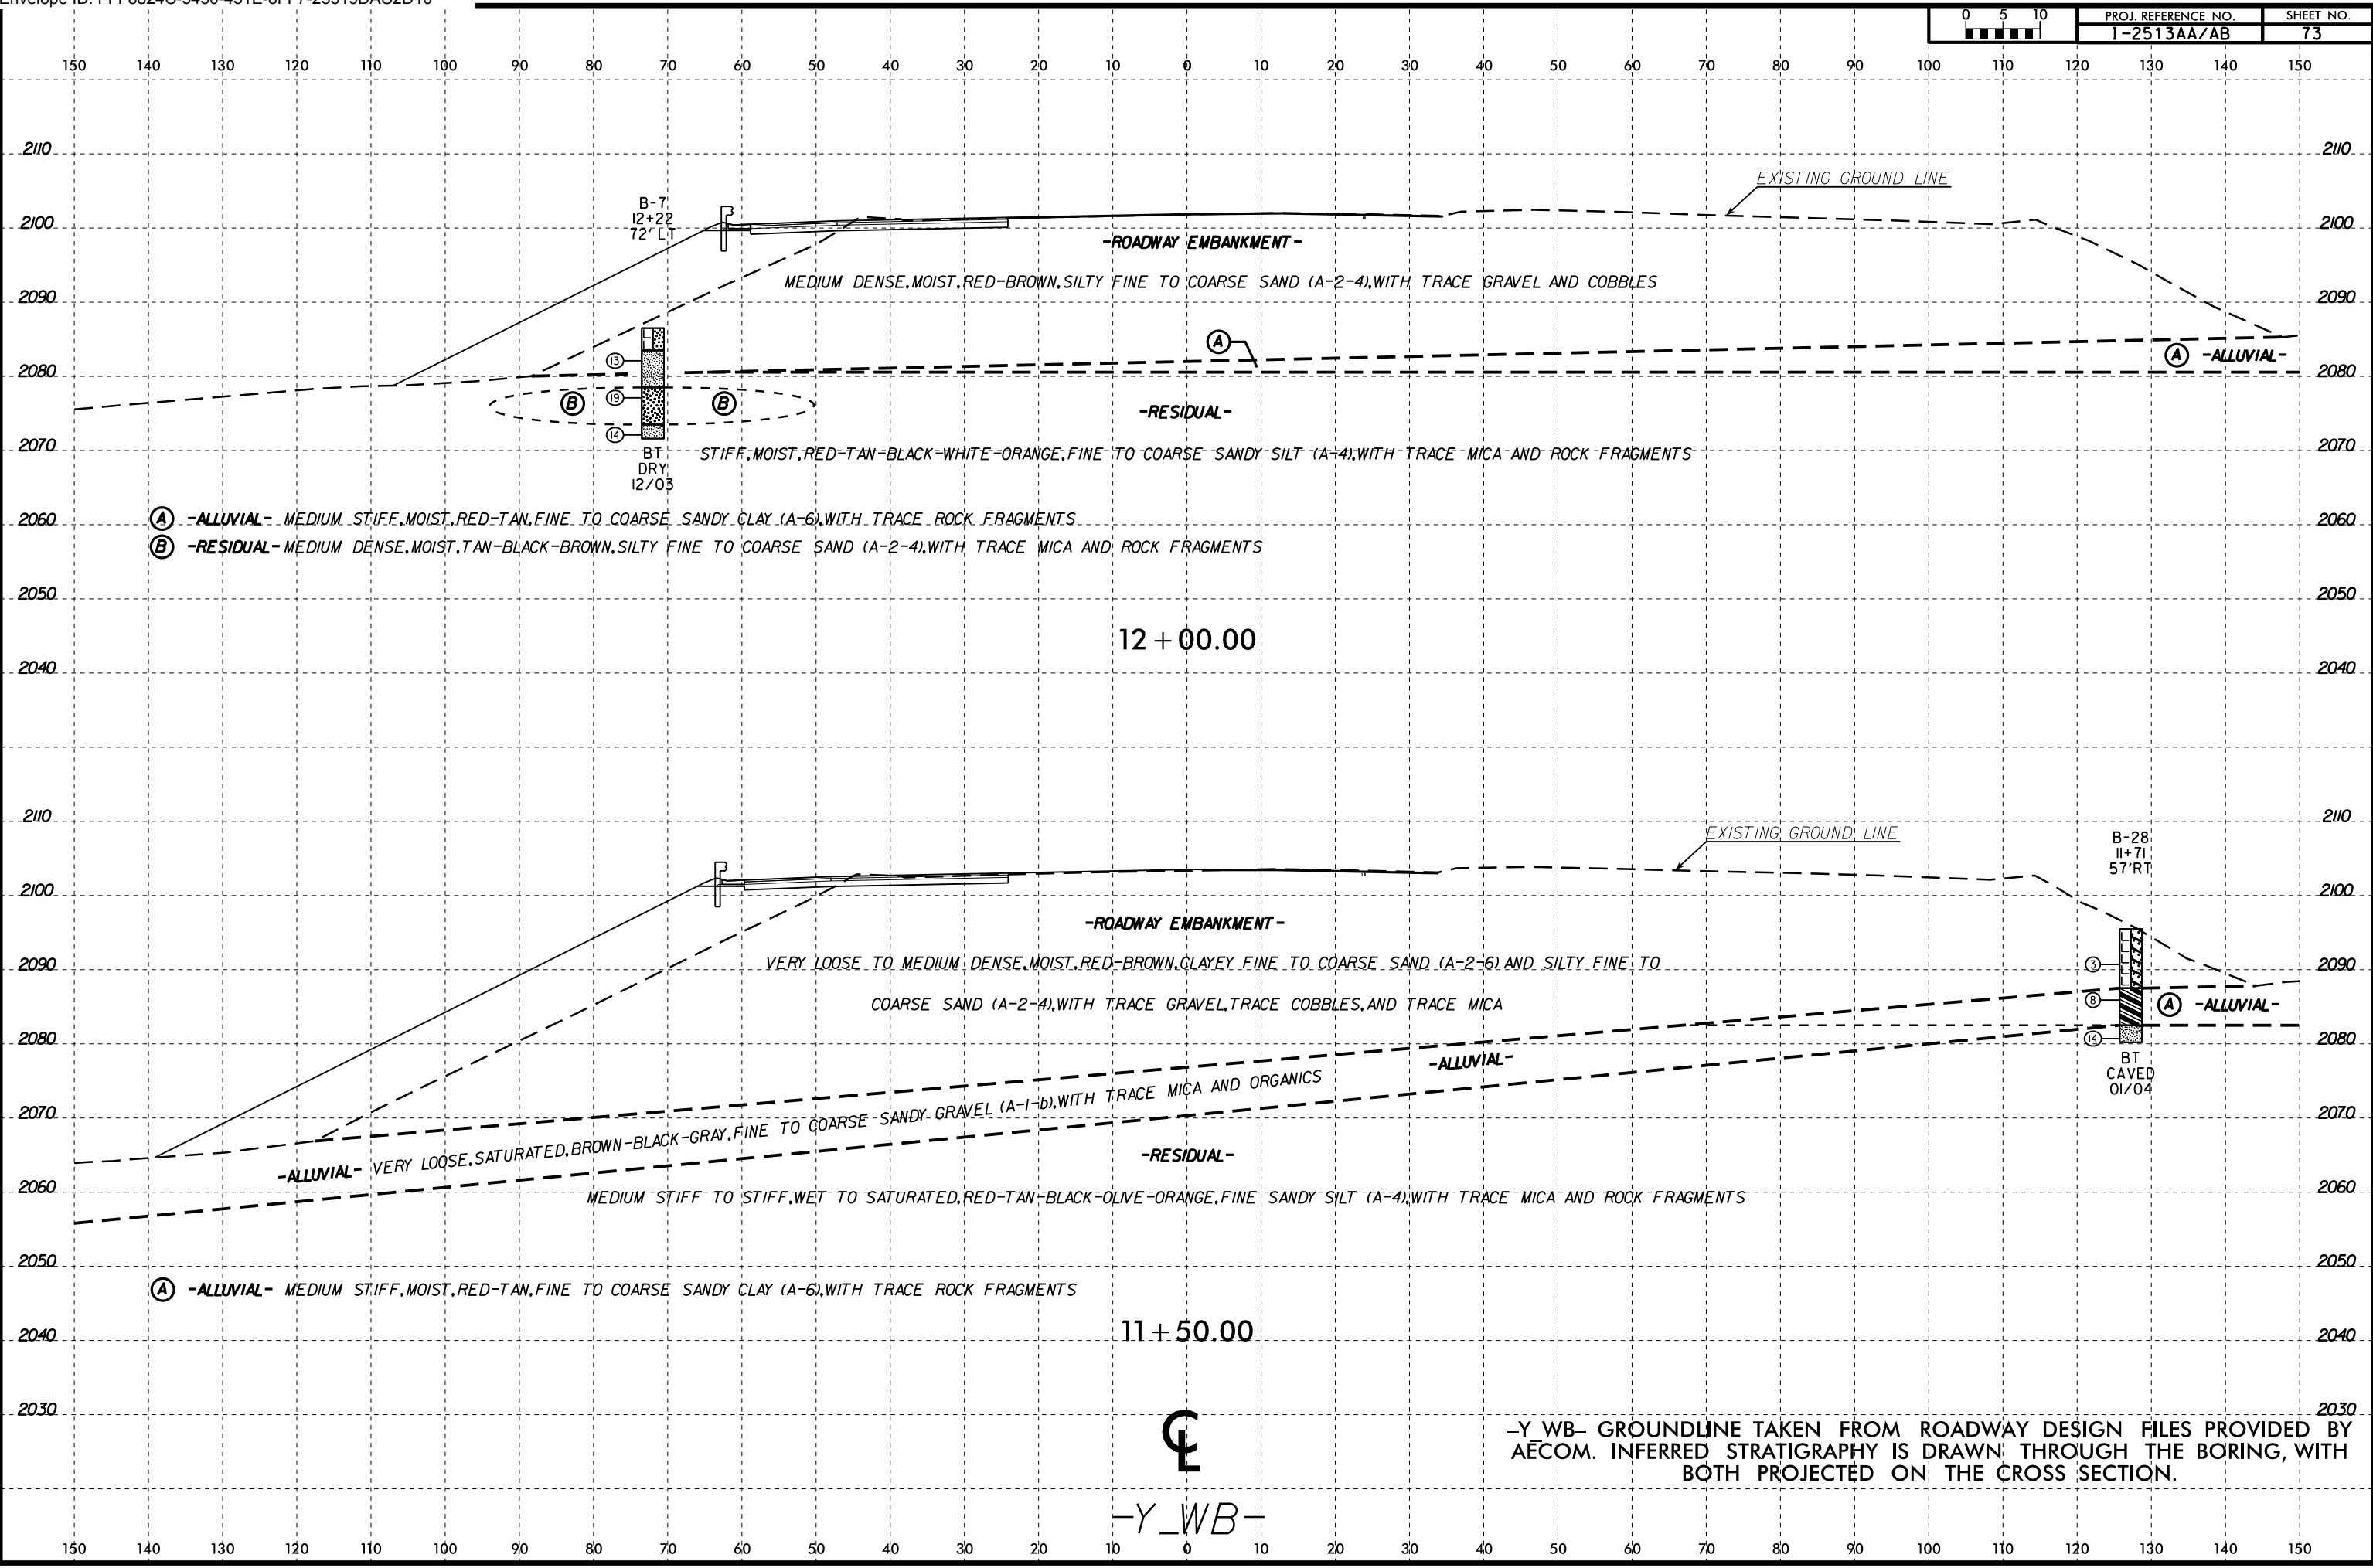 PROJ. REFERENCE NO. SHEET NO.
I-2513AA/AB 73
0 5 10
150 140 130 120 110 100 90 80 70 60 50 40 30 20 10 0 10 20 30 40 50 60 70 80 90 100 110 120 130 140 150
2110 2110
EXISTING GROUND LINE
B-7
12+22
72' LT
2100 2100
-ROADWAY EMBANKMENT-
MEDIUM DENSE,MOIST,RED-BROWN,SILTY FINE TO COARSE SAND (A-2-4),WITH TRACE GRAVEL AND COBBLES
2090 2090
A
13
A -ALLUVIAL-
2080 2080
B 19 B
-RESIDUAL-
14
2070 2070
STIFF,MOIST,RED-TAN-BLACK-WHITE-ORANGE,FINE TO COARSE SANDY SILT (A-4),WITH TRACE MICA AND ROCK FRAGMENTS
BT
DRY
12/03
2060 2060
A -ALLUVIAL- MEDIUM STIFF,MOIST,RED-TAN,FINE TO COARSE SANDY CLAY (A-6),WITH TRACE ROCK FRAGMENTS
B -RESIDUAL- MEDIUM DENSE,MOIST,TAN-BLACK-BROWN,SILTY FINE TO COARSE SAND (A-2-4),WITH TRACE MICA AND ROCK FRAGMENTS
2050 2050
12+00.00
2040 2040
2110 2110
EXISTING GROUND LINE
B-28
11+71
57'RT
2100 2100
-ROADWAY EMBANKMENT-
VERY LOOSE TO MEDIUM DENSE,MOIST,RED-BROWN,CLAYEY FINE TO COARSE SAND (A-2-6) AND SILTY FINE TO
2090 2090
3
COARSE SAND (A-2-4),WITH TRACE GRAVEL,TRACE COBBLES,AND TRACE MICA
8 A -ALLUVIAL-
2080 2080
14
-ALLUVIAL-
BT
CAVED
01/04
2070 2070
-ALLUVIAL- VERY LOOSE,SATURATED,BROWN-BLACK-GRAY,FINE TO COARSE SANDY GRAVEL (A-1-b),WITH TRACE MICA AND ORGANICS
-RESIDUAL-
2060 2060
MEDIUM STIFF TO STIFF,WET TO SATURATED,RED-TAN-BLACK-OLIVE-ORANGE,FINE SANDY SILT (A-4),WITH TRACE MICA AND ROCK FRAGMENTS
2050 2050
A -ALLUVIAL- MEDIUM STIFF,MOIST,RED-TAN,FINE TO COARSE SANDY CLAY (A-6),WITH TRACE ROCK FRAGMENTS
11+50.00
2040 2040
2030 2030
CL
-Y_WB- GROUNDLINE TAKEN FROM ROADWAY DESIGN FILES PROVIDED BY
AECOM. INFERRED STRATIGRAPHY IS DRAWN THROUGH THE BORING, WITH
BOTH PROJECTED ON THE CROSS SECTION.
-Y_WB-
150 140 130 120 110 100 90 80 70 60 50 40 30 20 10 0 10 20 30 40 50 60 70 80 90 100 110 120 130 140 150